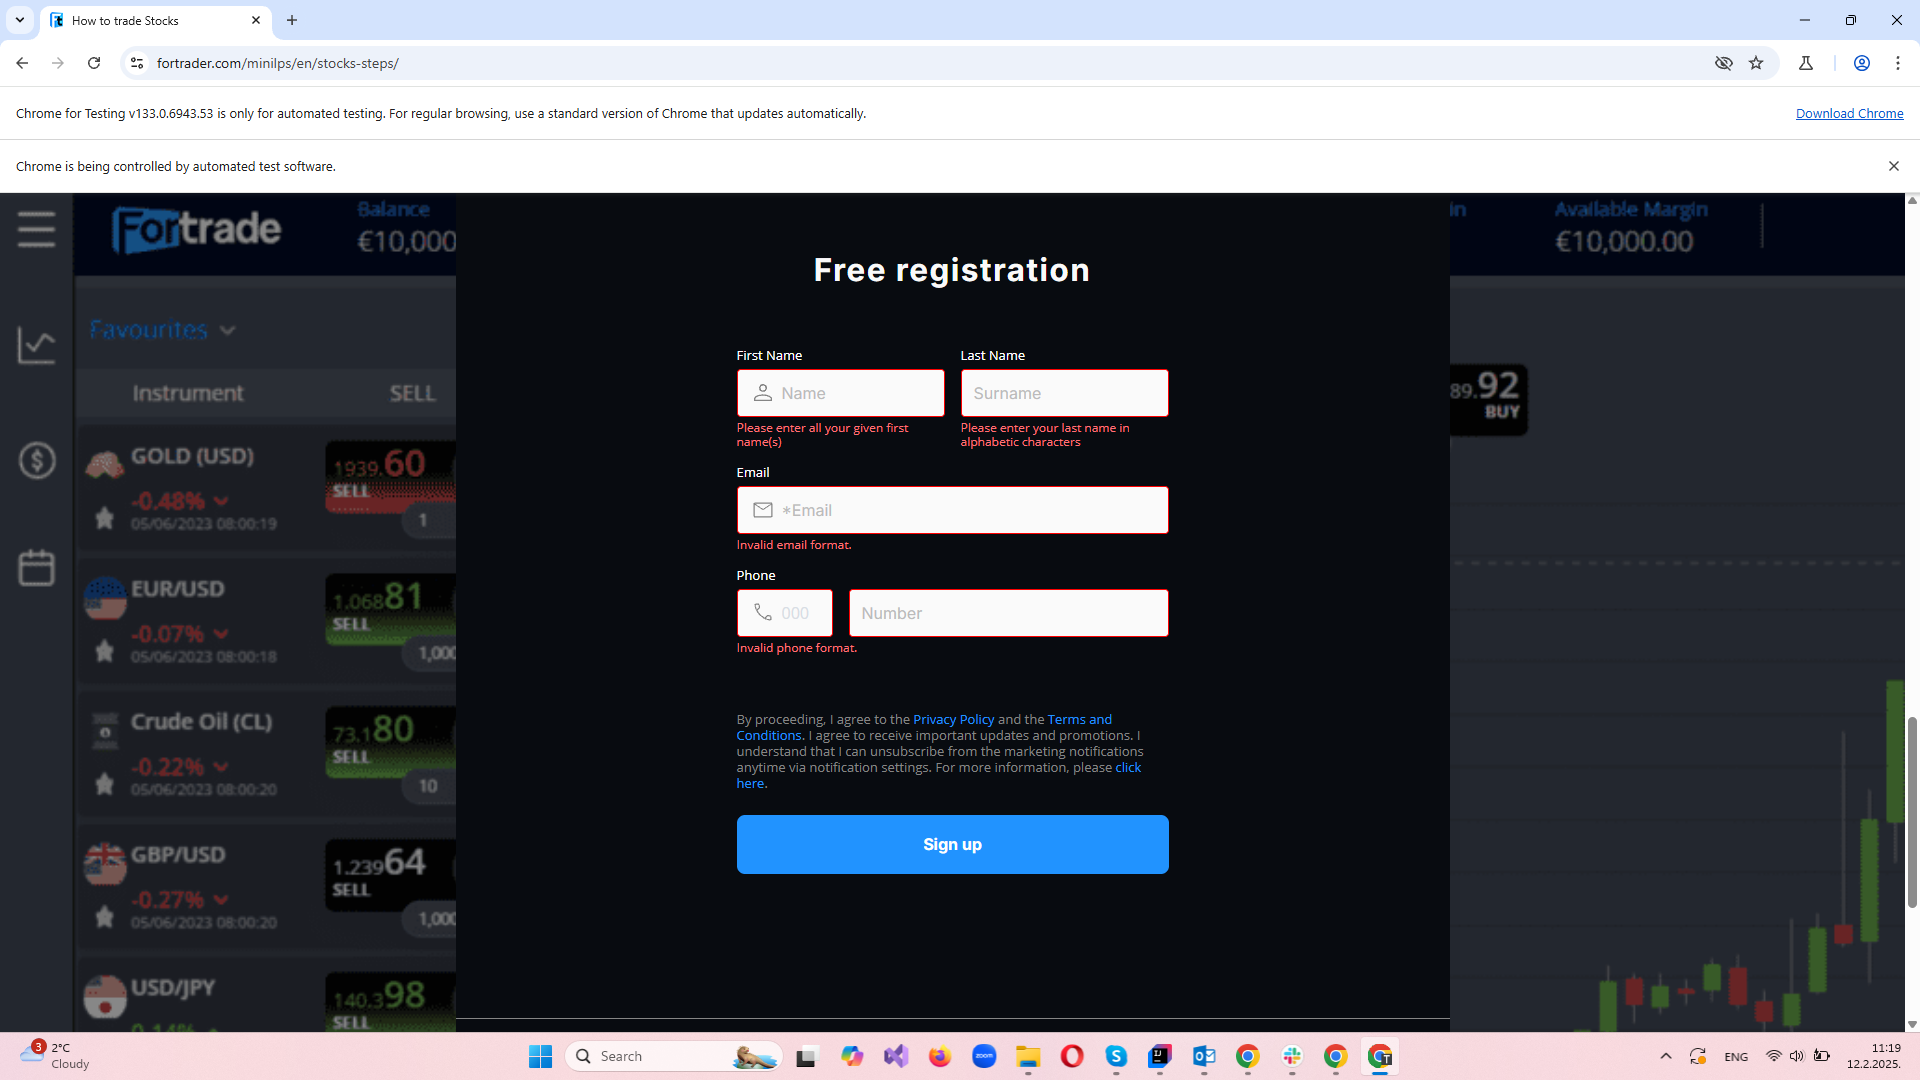 How to trade Stocks
fortrader.com/minilps/en/stocks-steps/
Chrome for Testing v133.0.6943.53 is only for automated testing. For regular browsing, use a standard version of Chrome that updates automatically.
Download Chrome
Chrome is being controlled by automated test software.
Fortrade
Balance
€10,000
in
Available Margin
€10,000.00
Favourites
Instrument SELL
GOLD (USD)
-0.48%
05/06/2023 08:00:19
1939.60
SELL
1
EUR/USD
-0.07%
05/06/2023 08:00:18
1.06881
SELL
1,000
Crude Oil (CL)
-0.22%
05/06/2023 08:00:20
73.180
SELL
10
GBP/USD
-0.27%
05/06/2023 08:00:20
1.23964
SELL
1,000
USD/JPY
0.14%
140.398
SELL
Free registration
First Name
Name
Please enter all your given first
name(s)
Last Name
Surname
Please enter your last name in
alphabetic characters
Email
*Email
Invalid email format.
Phone
000
Number
Invalid phone format.
By proceeding, I agree to the Privacy Policy and the Terms and
Conditions. I agree to receive important updates and promotions. I
understand that I can unsubscribe from the marketing notifications
anytime via notification settings. For more information, please click
here.
Sign up
89.92
BUY
3
2°C
Cloudy
Search
zoom
ENG
11:19
12.2.2025.